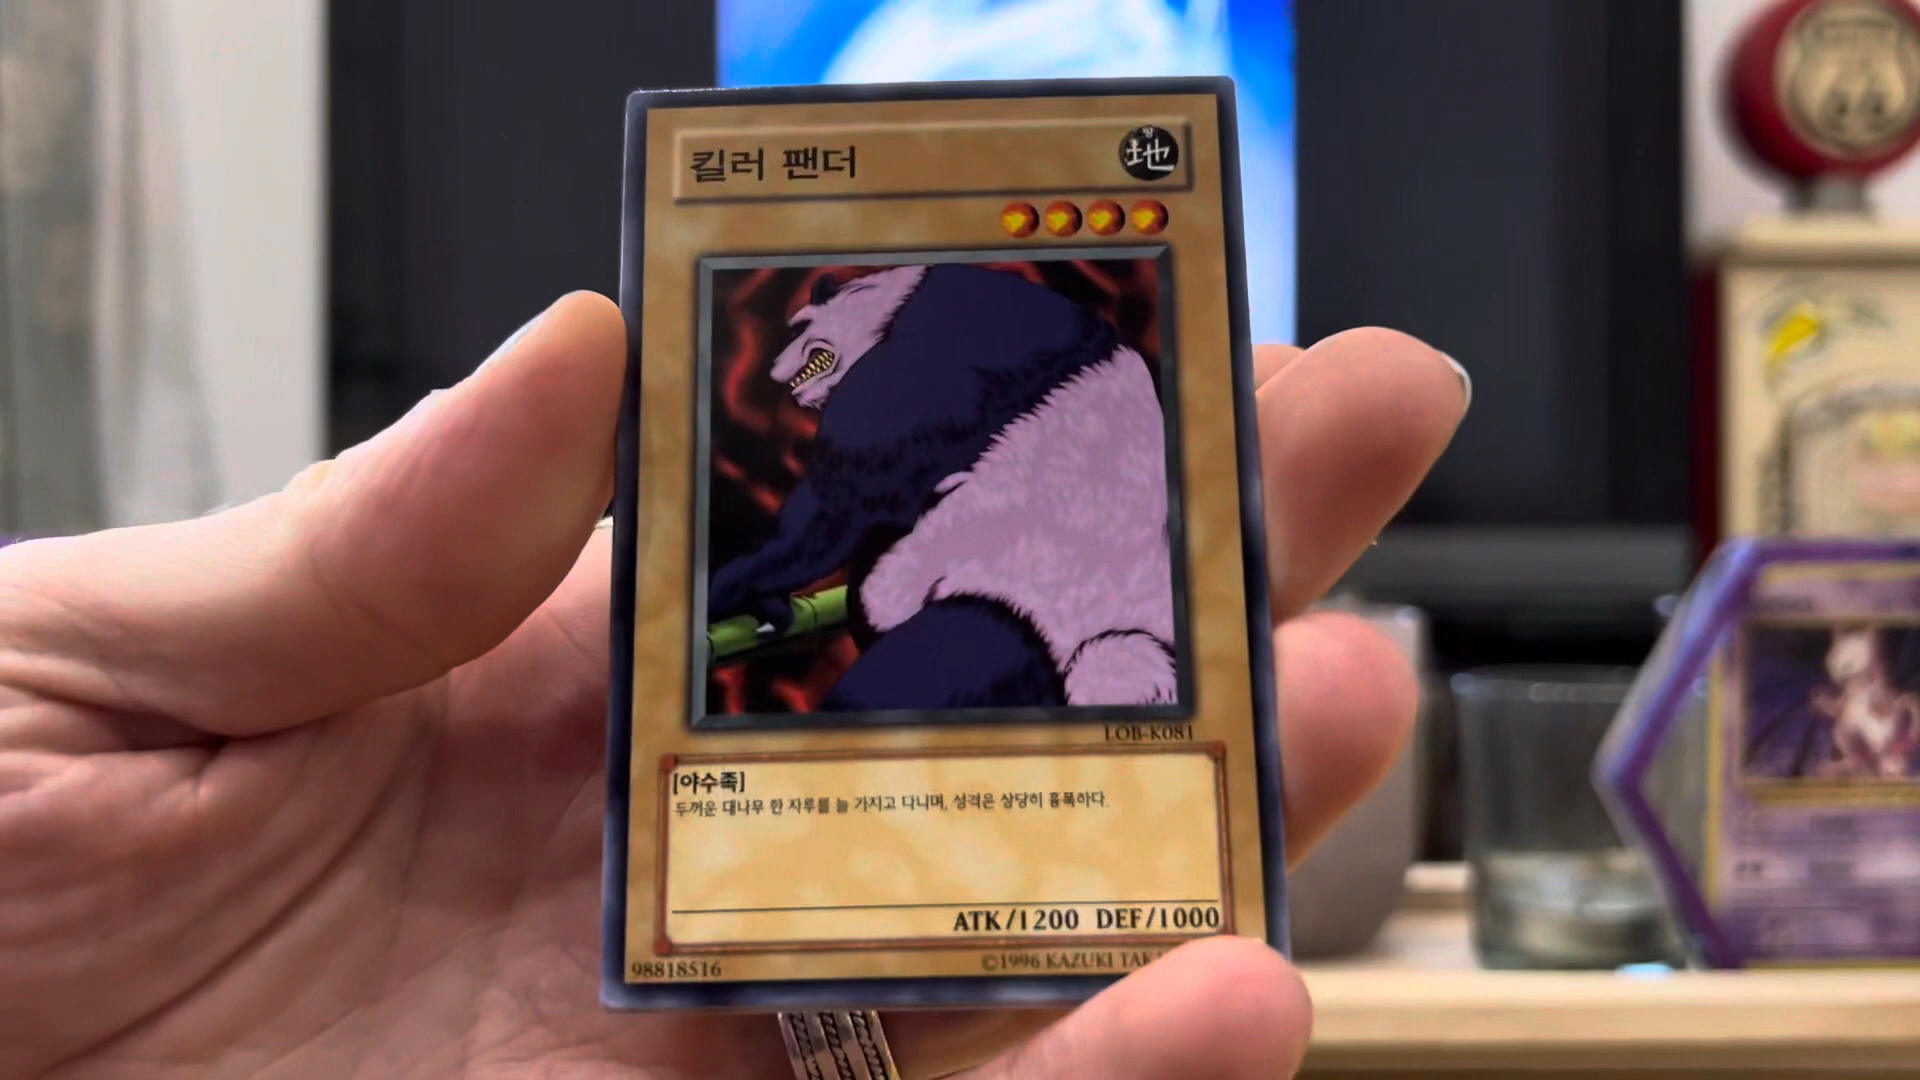 킬러 팬더
땅
地
LOB-K081
[야수족]
두꺼운 대나무 한 자루를 늘 가지고 다니며, 성격은 상당히 흉폭하다.
ATK/1200 DEF/1000
98818516
©1996 KAZUKI